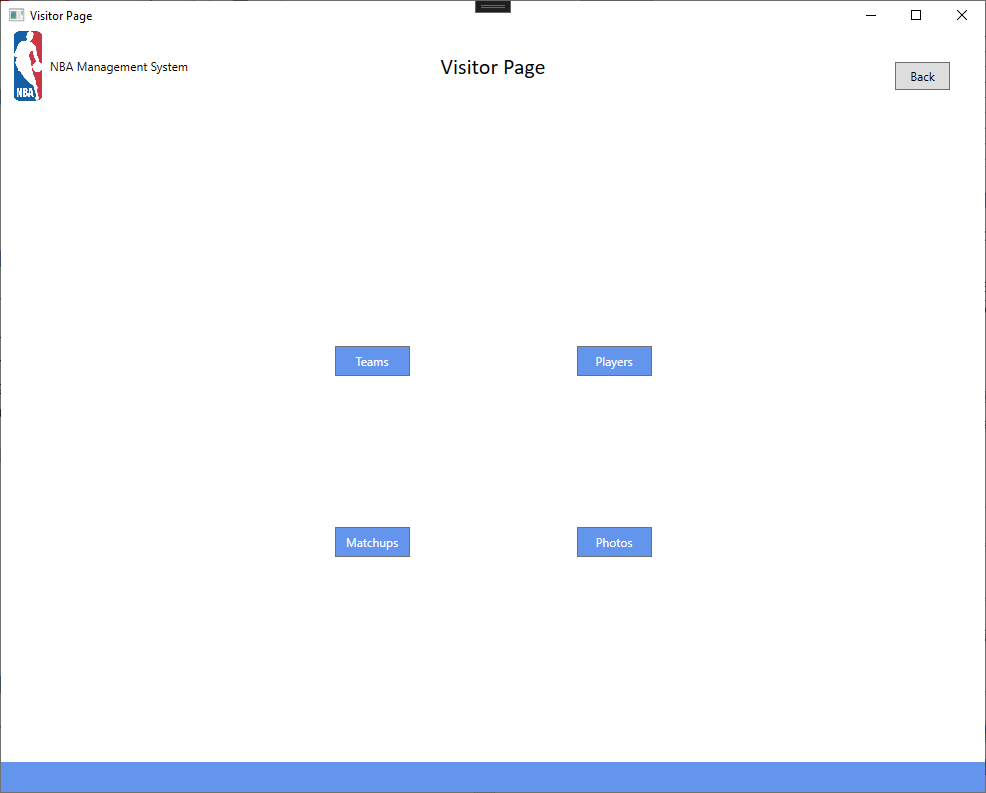 Visitor Page
NBA
NBA Management System
Visitor Page
Back
Teams
Players
Matchups
Photos